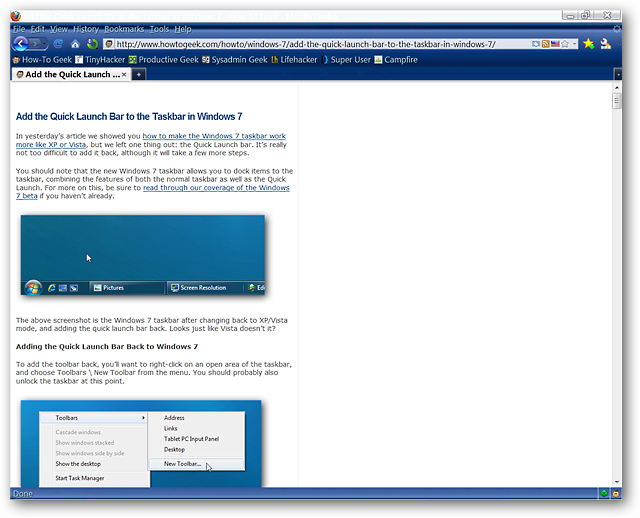 File Edit View History Bookmarks Tools Help
http://www.howtogeek.com/howto/windows-7/add-the-quick-launch-bar-to-the-taskbar-in-windows-7/
How-To Geek TinyHacker Productive Geek Sysadmin Geek Lifehacker Super User Campfire
Add the Quick Launch ...
Add the Quick Launch Bar to the Taskbar in Windows 7
In yesterday's article we showed you how to make the Windows 7 taskbar work
more like XP or Vista, but we left one thing out: the Quick Launch bar. It's really
not too difficult to add it back, although it will take a few more steps.
You should note that the new Windows 7 taskbar allows you to dock items to the
taskbar, combining the features of both the normal taskbar as well as the Quick
Launch. For more on this, be sure to read through our coverage of the Windows
7 beta if you haven't already.
Pictures Screen Resolution Edi
The above screenshot is the Windows 7 taskbar after changing back to XP/Vista
mode, and adding the quick launch bar back. Looks just like Vista doesn't it?
Adding the Quick Launch Bar Back to Windows 7
To add the toolbar back, you'll want to right-click on an open area of the taskbar,
and choose Toolbars \ New Toolbar from the menu. You should probably also
unlock the taskbar at this point.
Toolbars
Cascade windows
Show windows stacked
Show windows side by side
Show the desktop
Start Task Manager
Address
Links
Tablet PC Input Panel
Desktop
New Toolbar...
Done